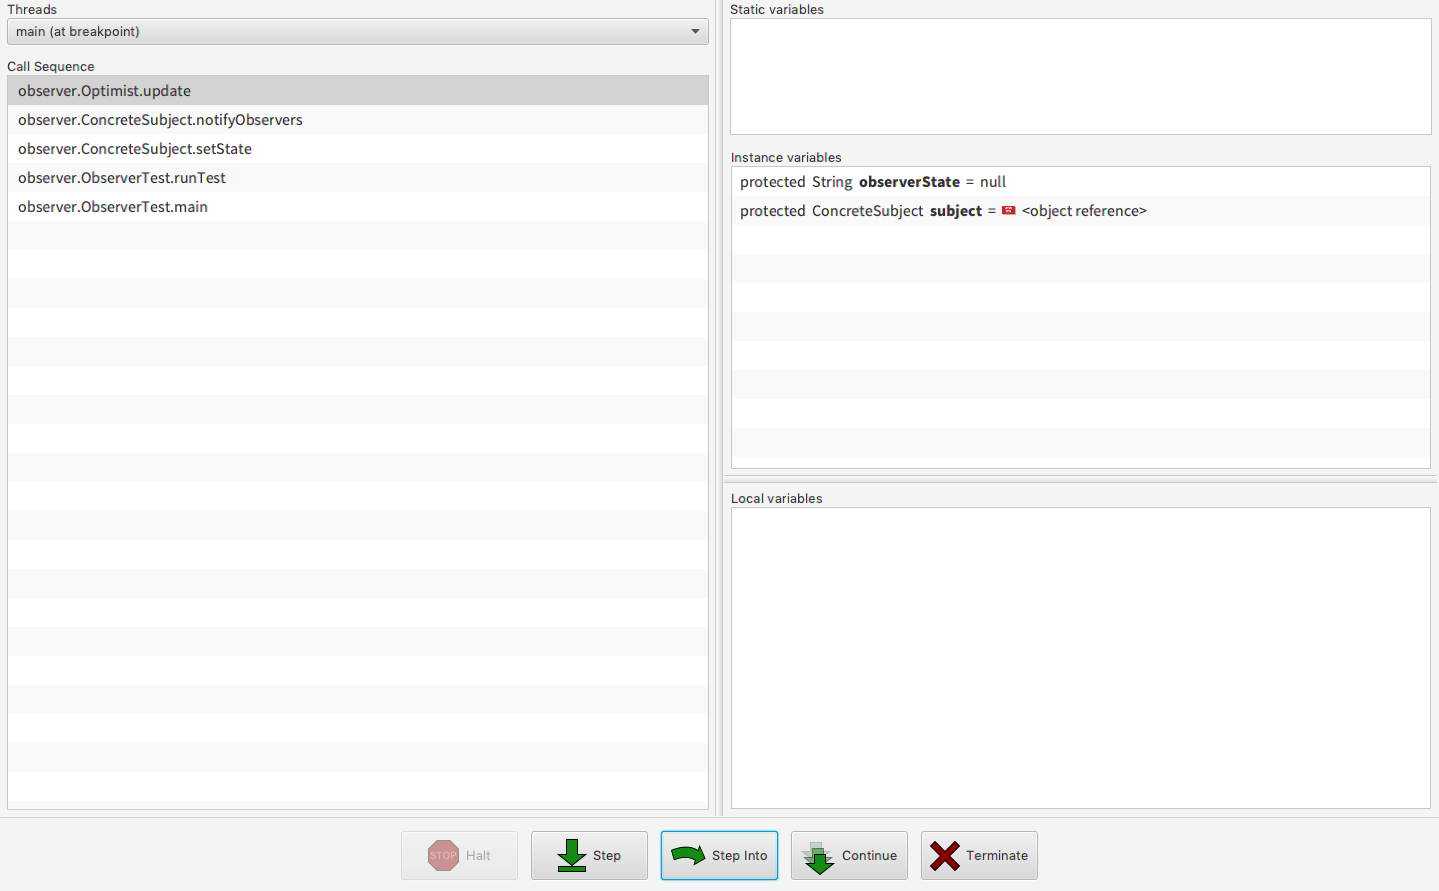 Threads
main (at breakpoint)
Call Sequence
observer.Optimist.update
observer.ConcreteSubject.notifyObservers
observer.ConcreteSubject.setState
observer.ObserverTest.runTest
observer.ObserverTest.main
Static variables
Instance variables
protected String observerState = null
protected ConcreteSubject subject = <object reference>
Local variables
STOP Halt
Step
Step Into
Continue
Terminate